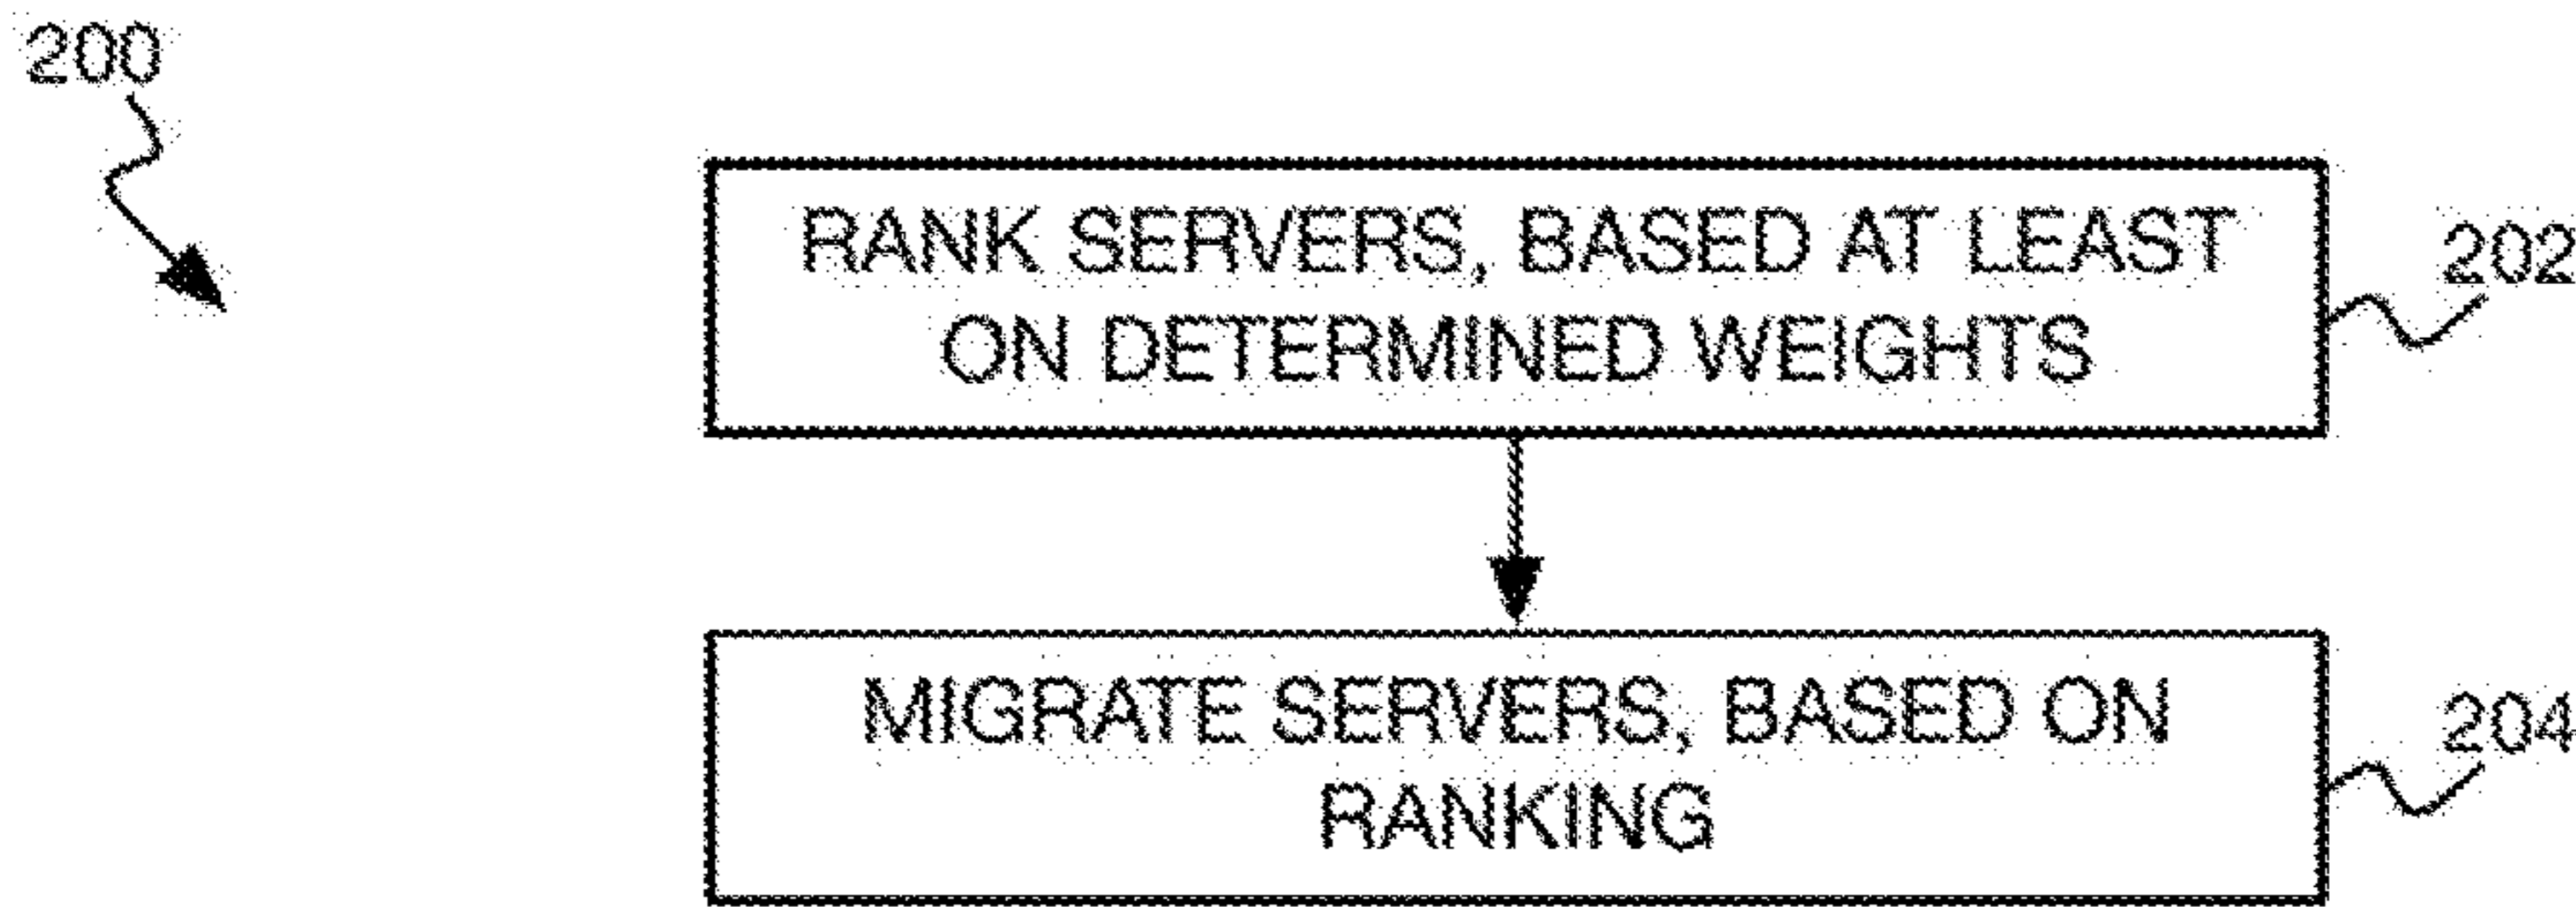 200
RANK SERVERS, BASED AT LEAST
ON DETERMINED WEIGHTS
202
MIGRATE SERVERS, BASED ON
RANKING
204